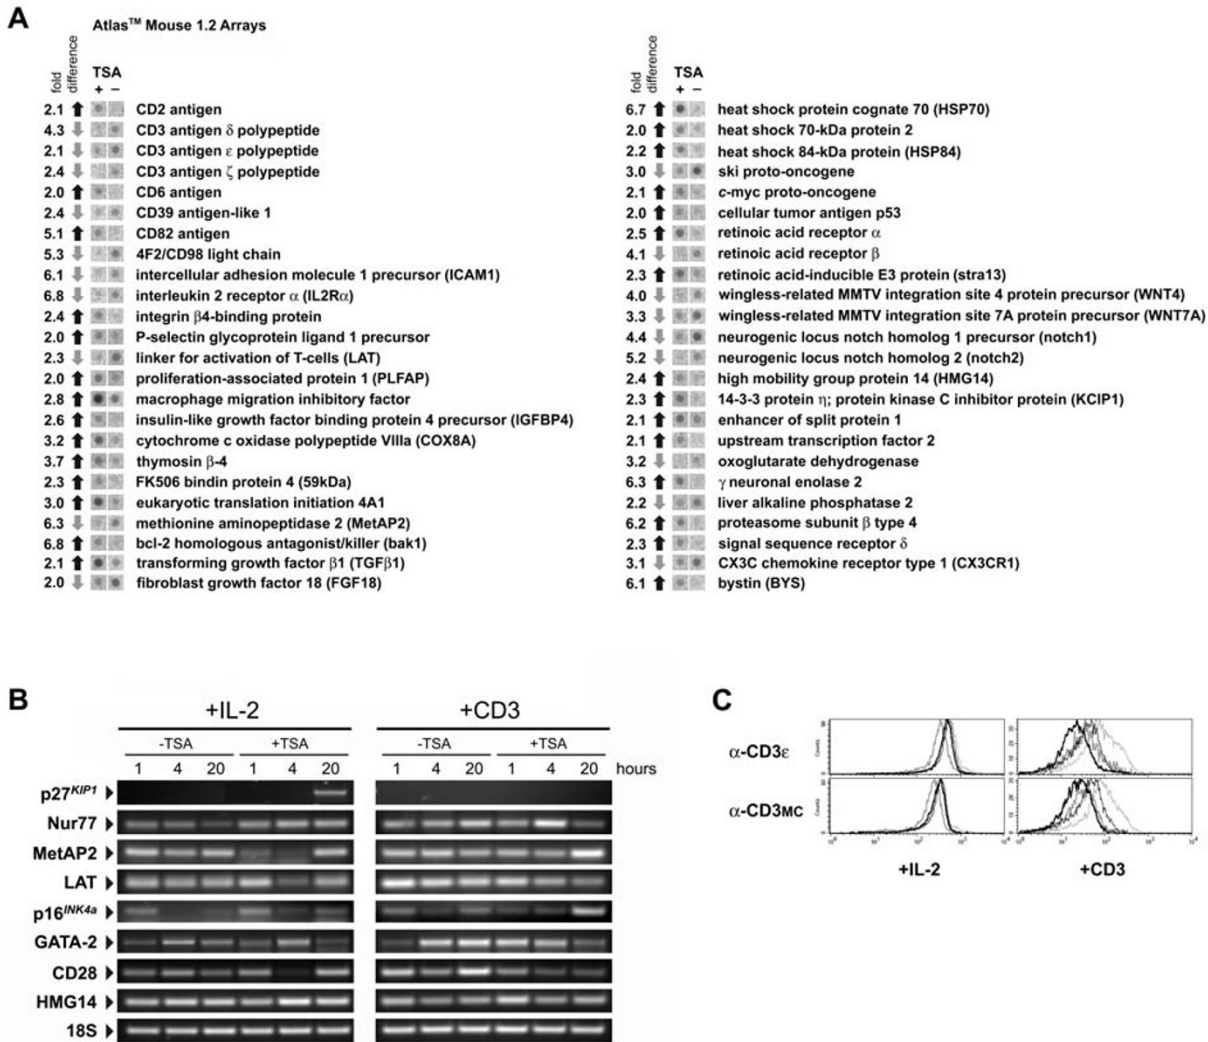 A
Atlas™ Mouse 1.2 Arrays
fold difference TSA
+ −
2.1 CD2 antigen
4.3 CD3 antigen δ polypeptide
2.1 CD3 antigen ε polypeptide
2.4 CD3 antigen ζ polypeptide
2.0 CD6 antigen
2.4 CD39 antigen-like 1
5.1 CD82 antigen
5.3 4F2/CD98 light chain
6.1 intercellular adhesion molecule 1 precursor (ICAM1)
6.8 interleukin 2 receptor α (IL2Rα)
2.4 integrin β4-binding protein
2.0 P-selectin glycoprotein ligand 1 precursor
2.3 linker for activation of T-cells (LAT)
2.0 proliferation-associated protein 1 (PLFAP)
2.8 macrophage migration inhibitory factor
2.6 insulin-like growth factor binding protein 4 precursor (IGFBP4)
3.2 cytochrome c oxidase polypeptide VIIIa (COX8A)
3.7 thymosin β-4
2.3 FK506 bindin protein 4 (59kDa)
3.0 eukaryotic translation initiation 4A1
6.3 methionine aminopeptidase 2 (MetAP2)
6.8 bcl-2 homologous antagonist/killer (bak1)
2.1 transforming growth factor β1 (TGFβ1)
2.0 fibroblast growth factor 18 (FGF18)
fold difference TSA
+ −
6.7 heat shock protein cognate 70 (HSP70)
2.0 heat shock 70-kDa protein 2
2.2 heat shock 84-kDa protein (HSP84)
3.0 ski proto-oncogene
2.1 c-myc proto-oncogene
2.0 cellular tumor antigen p53
2.5 retinoic acid receptor α
4.1 retinoic acid receptor β
2.3 retinoic acid-inducible E3 protein (stra13)
4.0 wingless-related MMTV integration site 4 protein precursor (WNT4)
3.3 wingless-related MMTV integration site 7A protein precursor (WNT7A)
4.4 neurogenic locus notch homolog 1 precursor (notch1)
5.2 neurogenic locus notch homolog 2 (notch2)
2.4 high mobility group protein 14 (HMG14)
2.3 14-3-3 protein η; protein kinase C inhibitor protein (KCIP1)
2.1 enhancer of split protein 1
2.1 upstream transcription factor 2
3.2 oxoglutarate dehydrogenase
6.3 γ neuronal enolase 2
2.2 liver alkaline phosphatase 2
6.2 proteasome subunit β type 4
2.3 signal sequence receptor δ
3.1 CX3C chemokine receptor type 1 (CX3CR1)
6.1 bystin (BYS)
B
+IL-2 +CD3
-TSA +TSA -TSA +TSA
1 4 20 1 4 20 1 4 20 1 4 20 hours
p27KIP1
Nur77
MetAP2
LAT
p16INK4a
GATA-2
CD28
HMG14
18S
C
α-CD3ε
α-CD3MC
+IL-2 +CD3